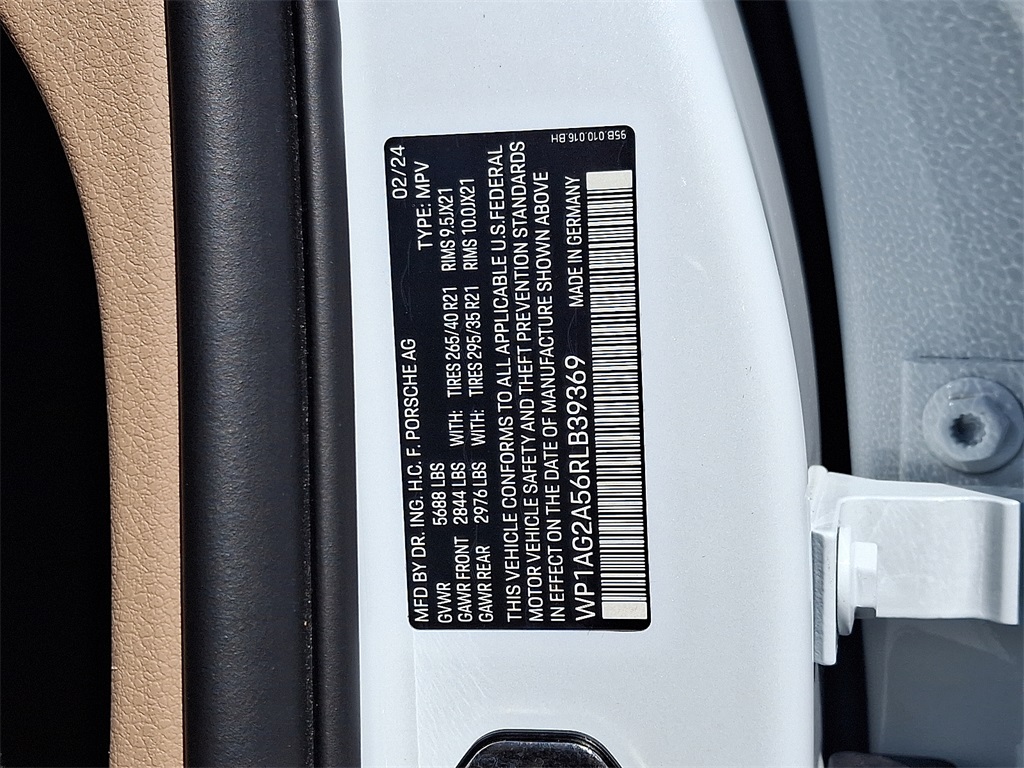 MFD BY DR. ING. H.C. F. PORSCHE AG 02/24
GVWR 5688 LBS TYPE: MPV
GAWR FRONT 2844 LBS WITH: TIRES 265/40 R21 RIMS 9.5JX21
GAWR REAR 2976 LBS WITH: TIRES 295/35 R21 RIMS 10.0JX21
THIS VEHICLE CONFORMS TO ALL APPLICABLE U.S.FEDERAL
MOTOR VEHICLE SAFETY AND THEFT PREVENTION STANDARDS
IN EFFECT ON THE DATE OF MANUFACTURE SHOWN ABOVE
WP1AG2A56RLB39369 MADE IN GERMANY
95B.010.016.BH